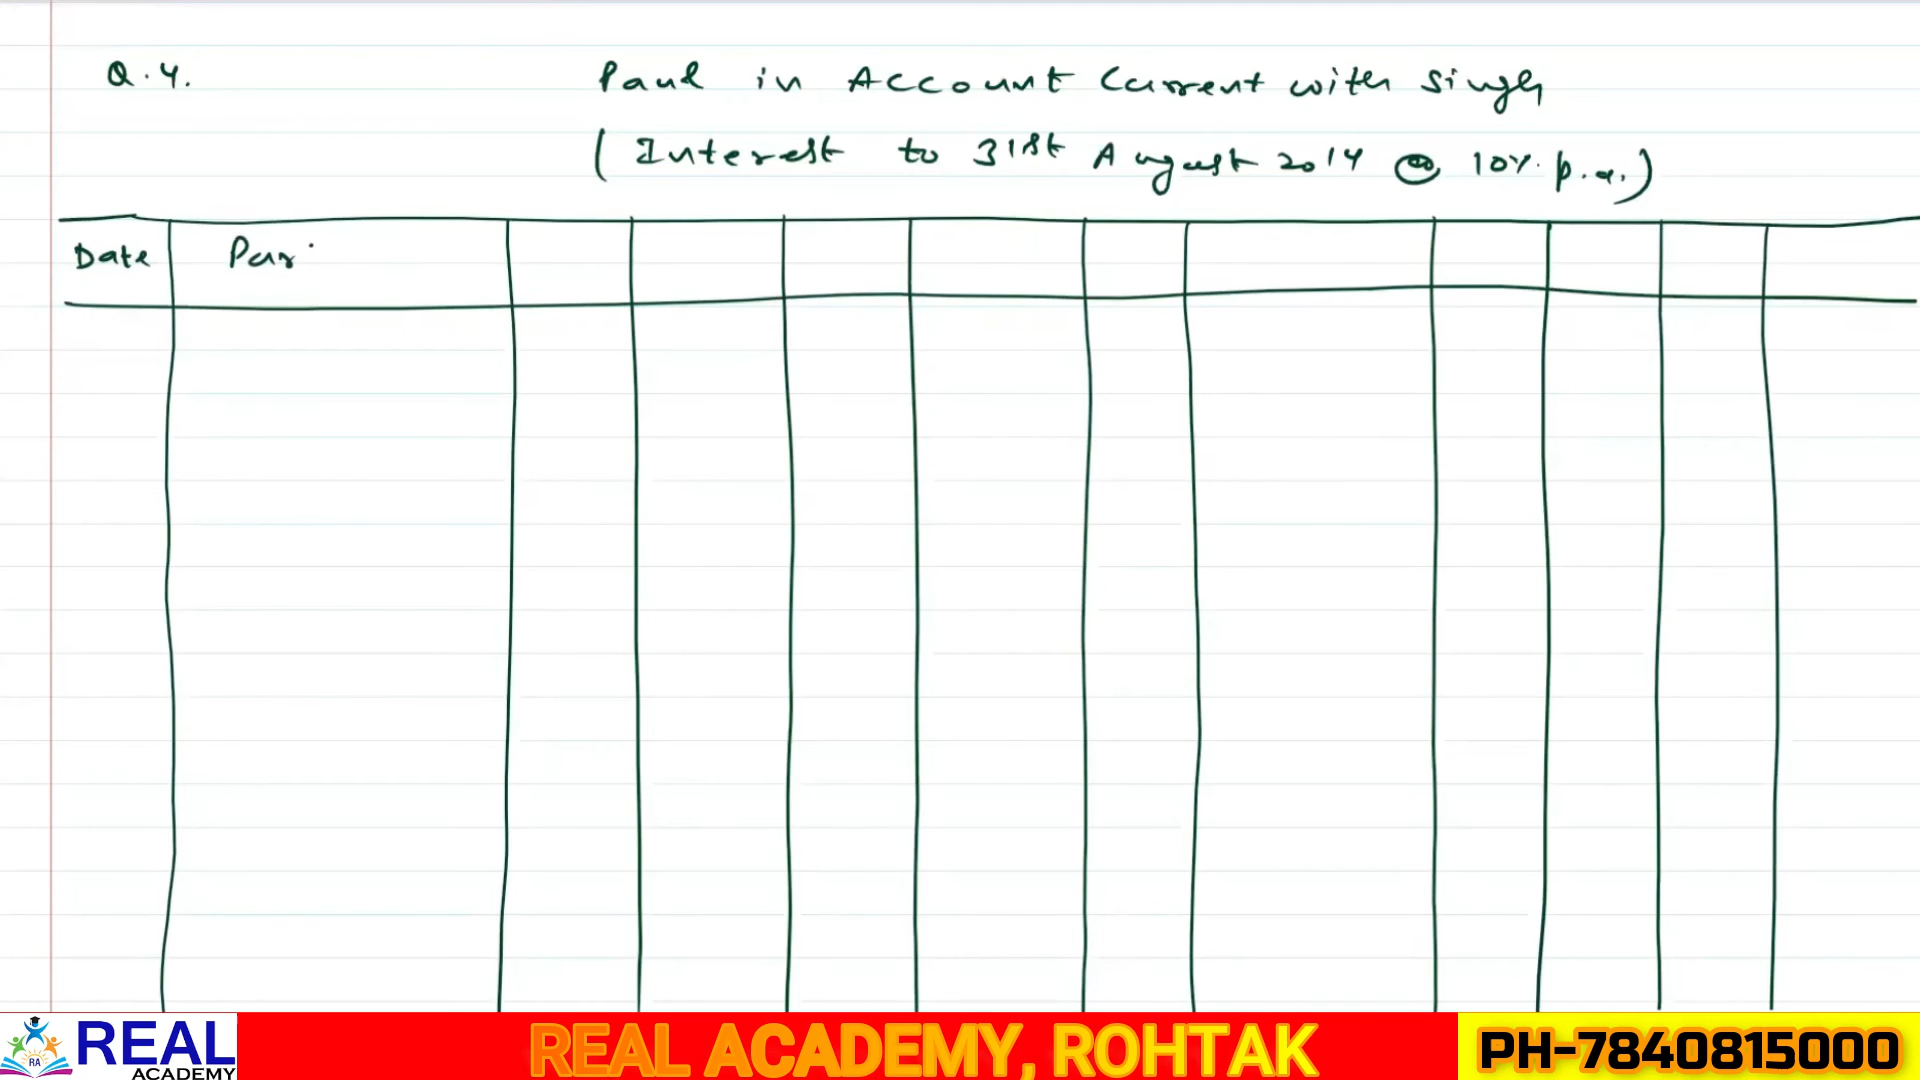 Q.4. Paul in Account Current with Singh
(Interest to 31st August 2014 @ 10% p.a.)
Date Par
REAL
ACADEMY
RA
REAL ACADEMY, ROHTAK
PH-7840815000